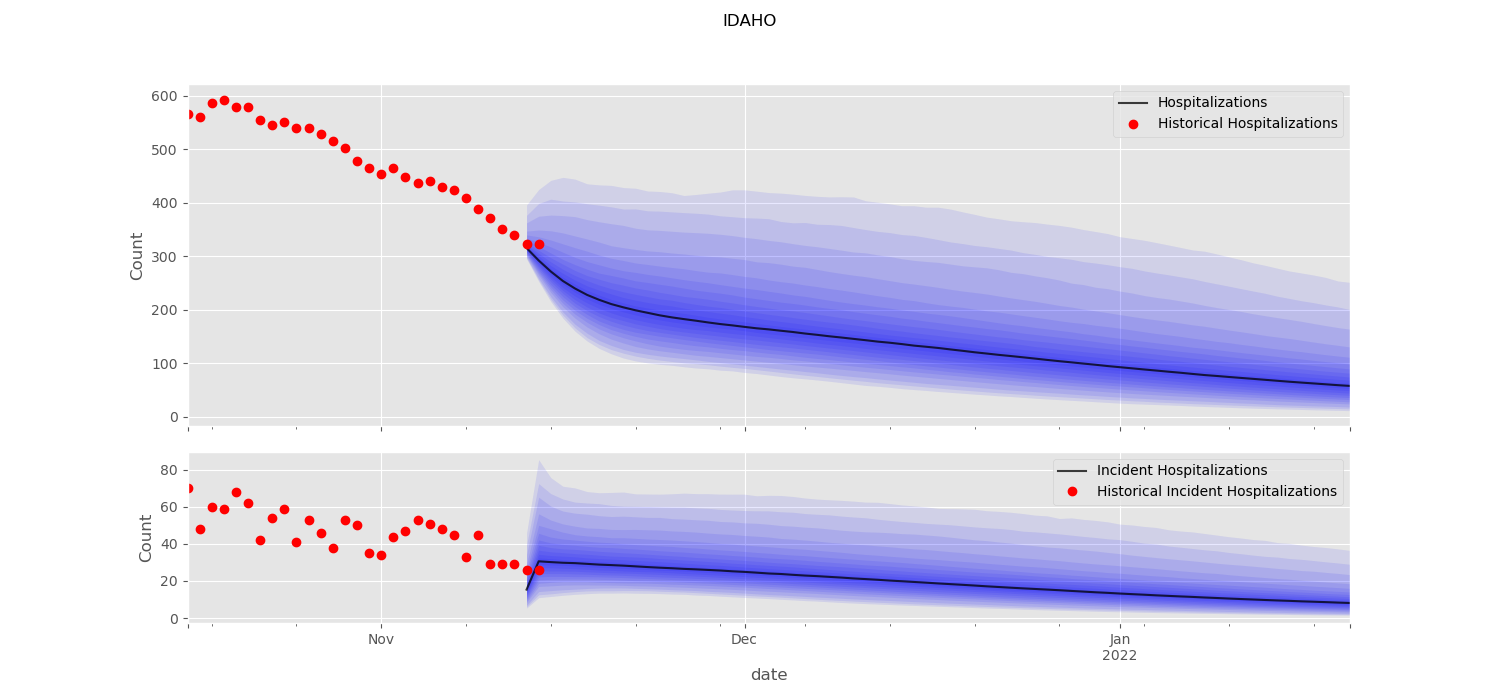 IDAHO
Hospitalizations
Historical Hospitalizations
600
500
400
300
200
100
0
Count
Incident Hospitalizations
Historical Incident Hospitalizations
80
60
40
20
0
Count
Nov
Dec
Jan
2022
date